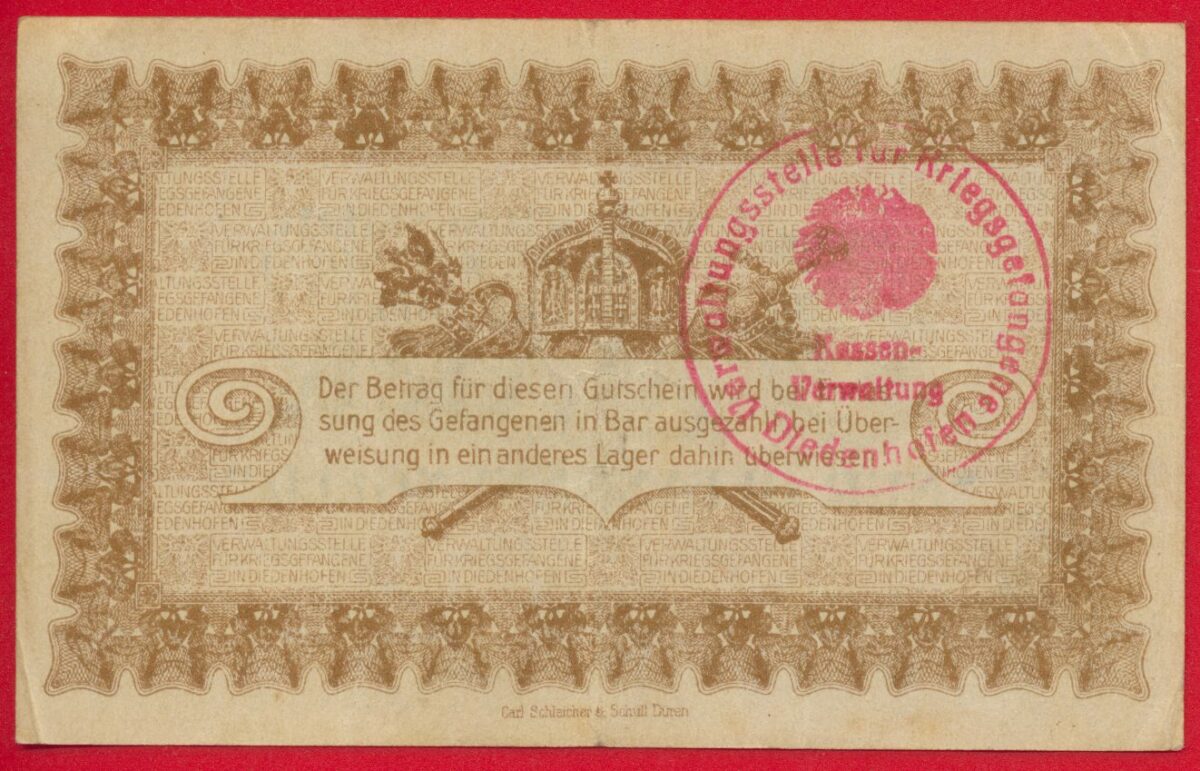 Der Betrag für diesen Gutschein wird bei
sung des Gefangenen in Bar ausgezahlt bei Über-
weisung in ein anderes Lager dahin überwiesen
Verwaltungsstelle für Kriegsgefangene
Kassen-
Verwaltung
Diedenhofen
VERWALTUNGSSTELLE
FÜR KRIEGSGEFANGENE
IN DIEDENHOFEN
Carl Schleicher & Schüll Düren